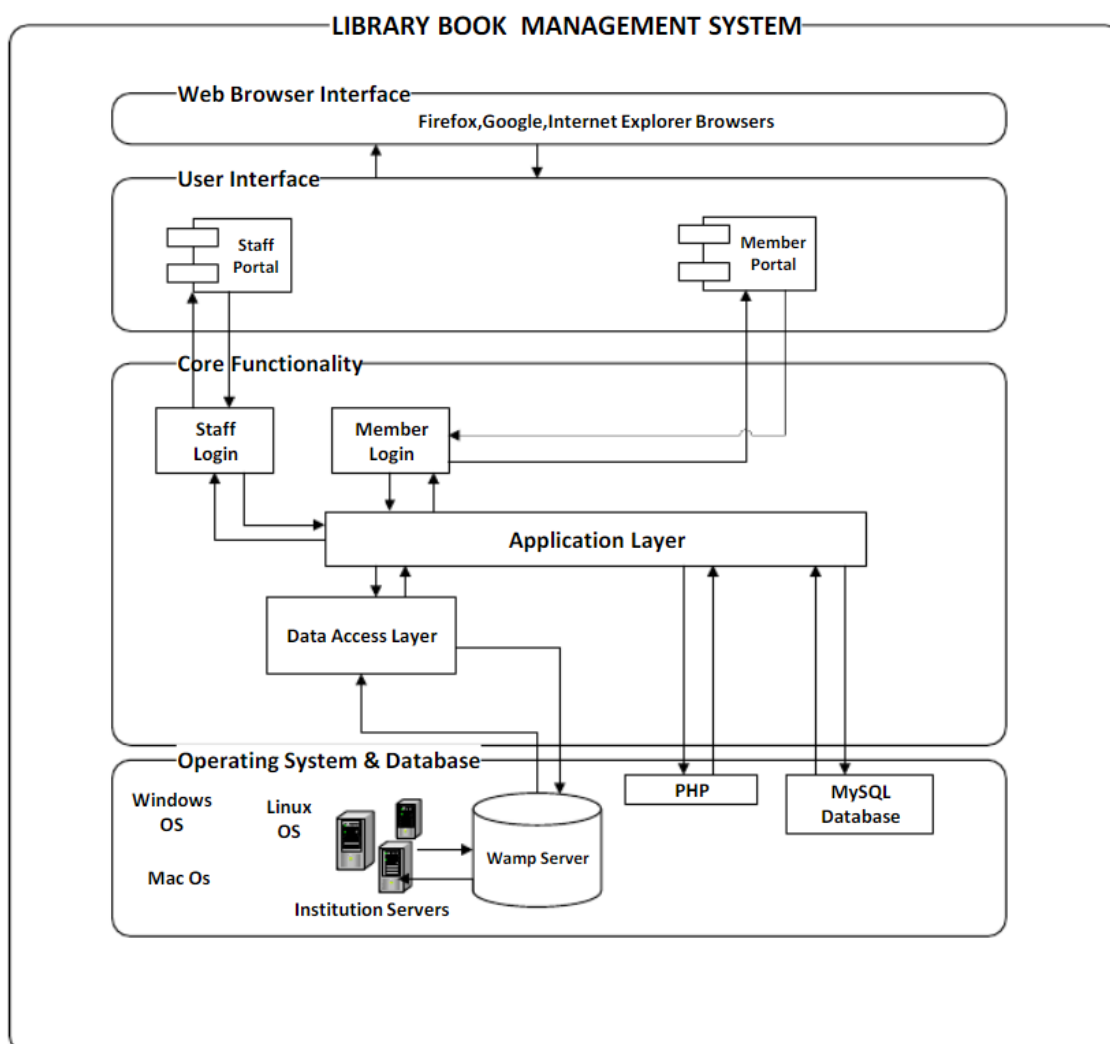 LIBRARY BOOK MANAGEMENT SYSTEM
Web Browser Interface
Firefox,Google,Internet Explorer Browsers
User Interface
Staff
Portal
Member
Portal
Core Functionality
Staff
Login
Member
Login
Application Layer
Data Access Layer
Operating System & Database
Windows
OS
Linux
OS
Mac Os
Institution Servers
Wamp Server
PHP
MySQL
Database